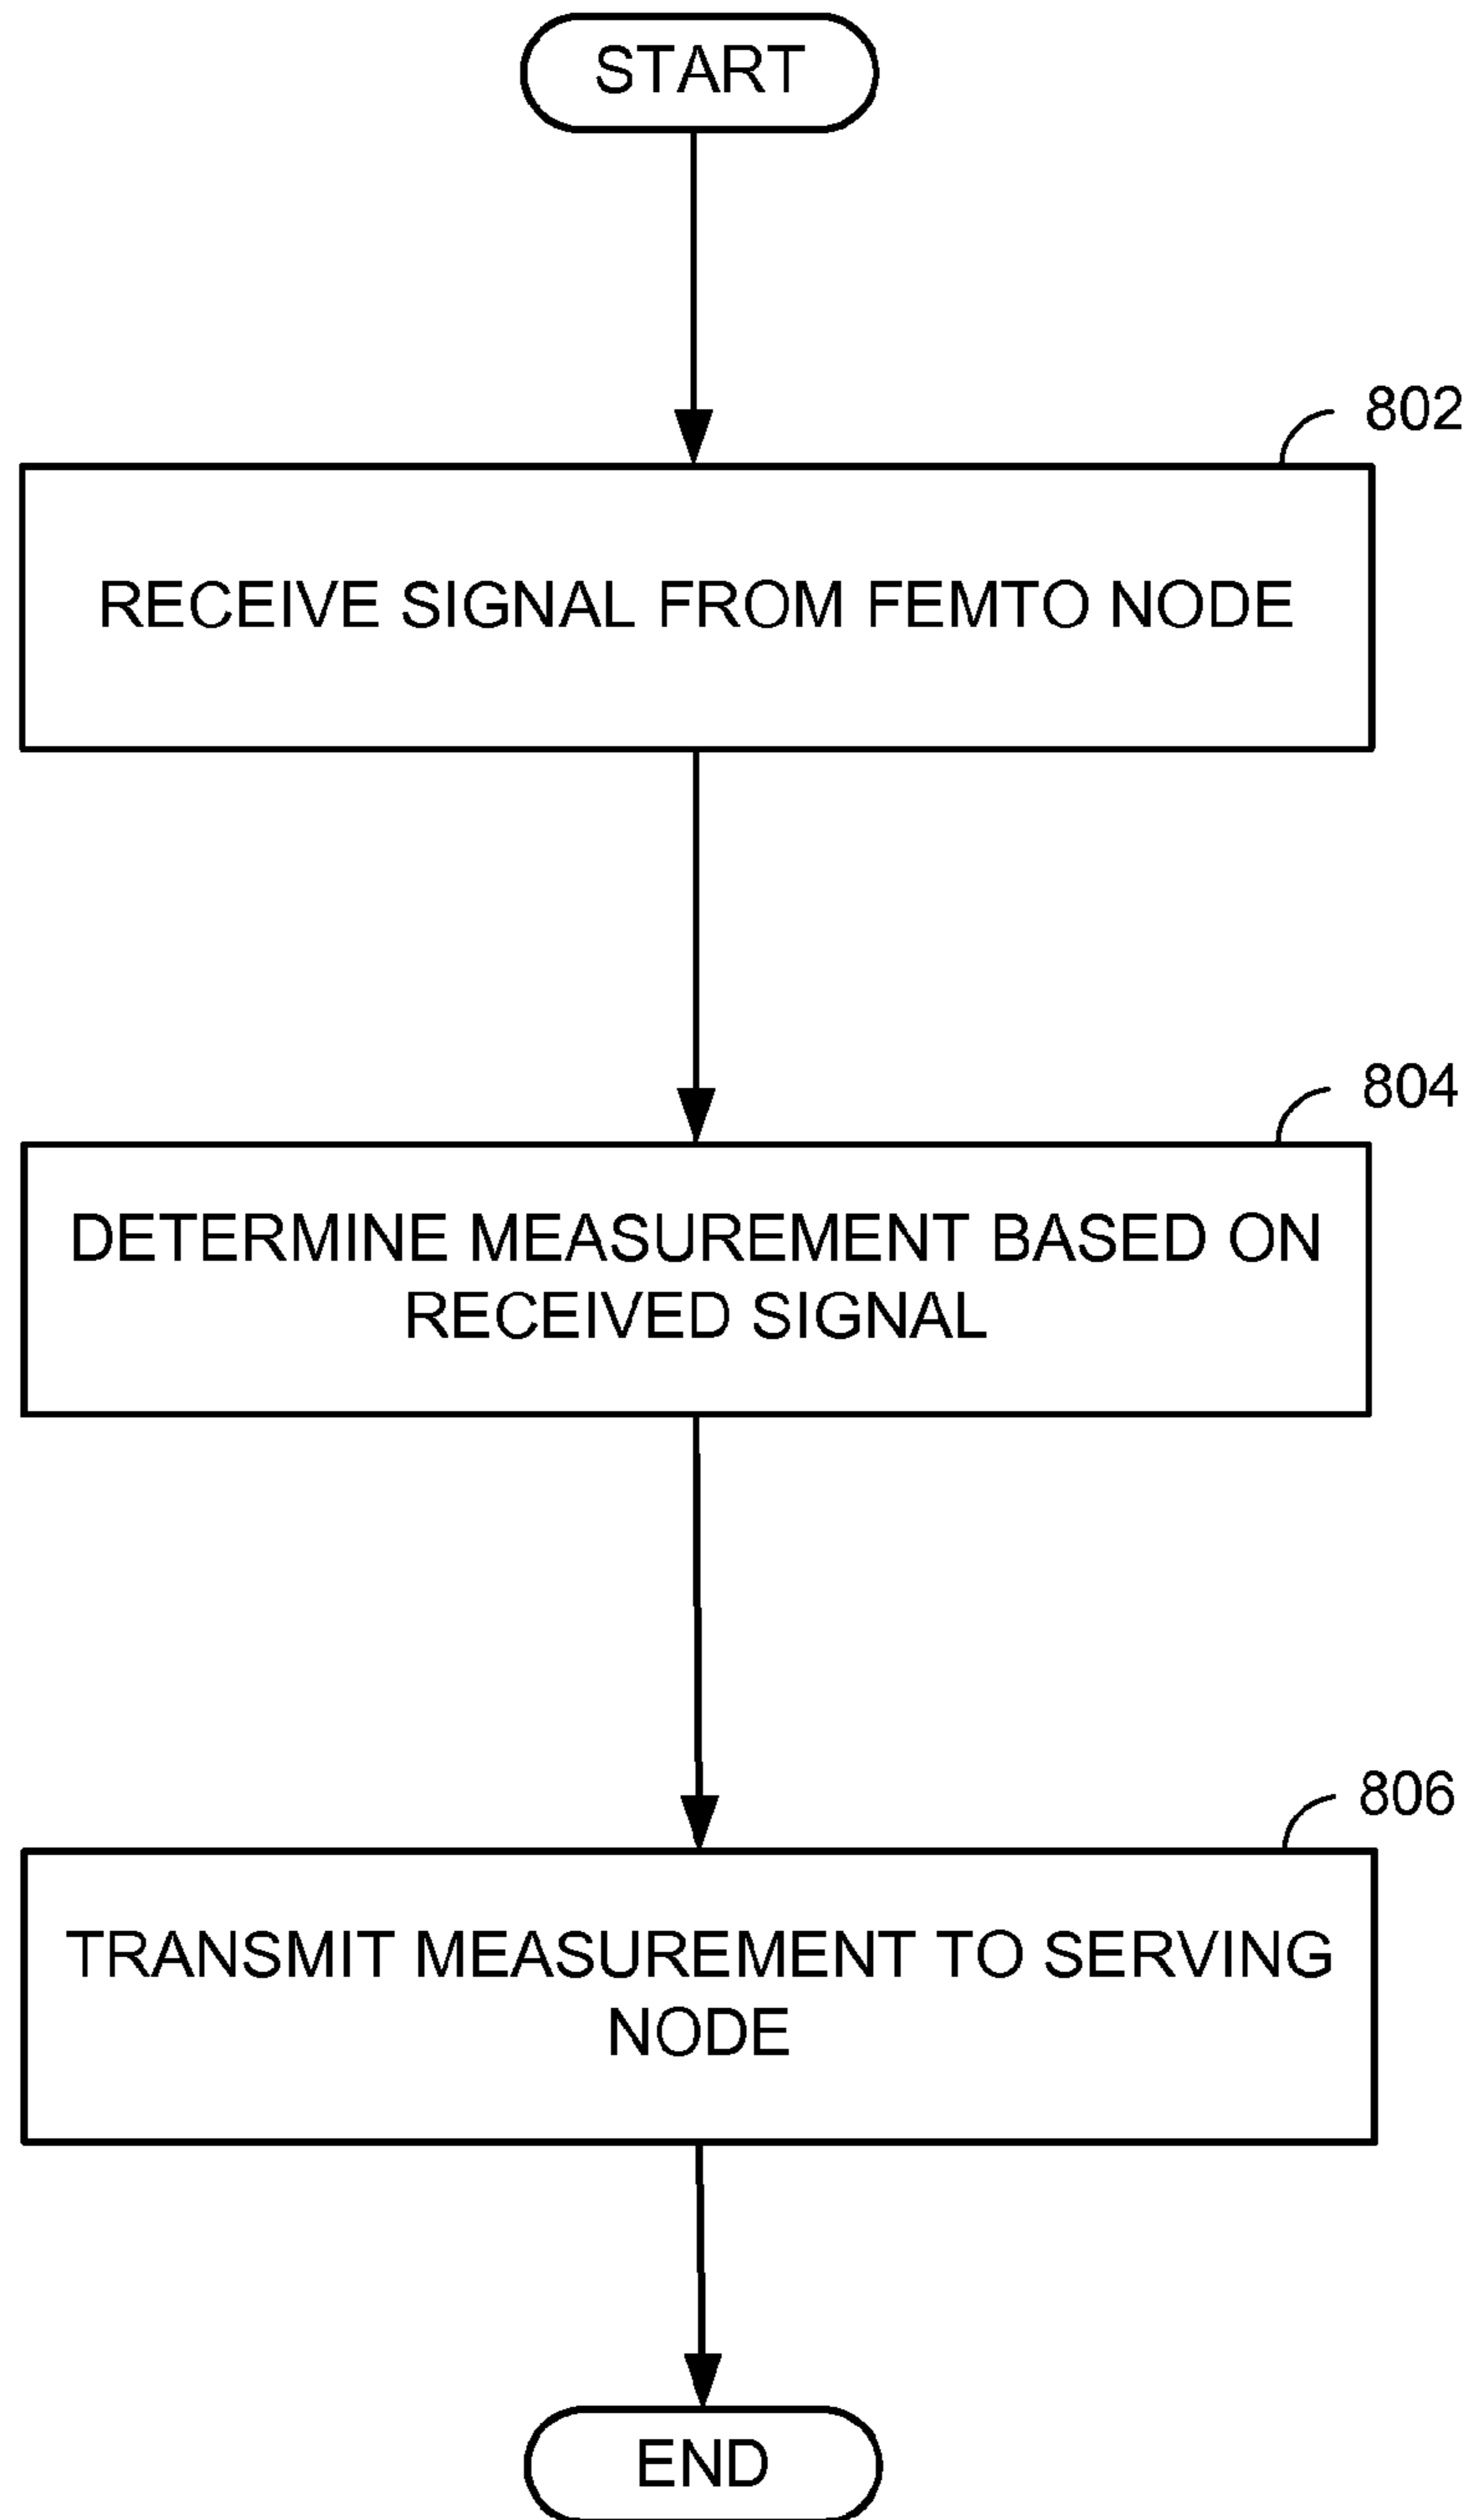 START
802
RECEIVE SIGNAL FROM FEMTO NODE
804
DETERMINE MEASUREMENT BASED ON
RECEIVED SIGNAL
806
TRANSMIT MEASUREMENT TO SERVING
NODE
END